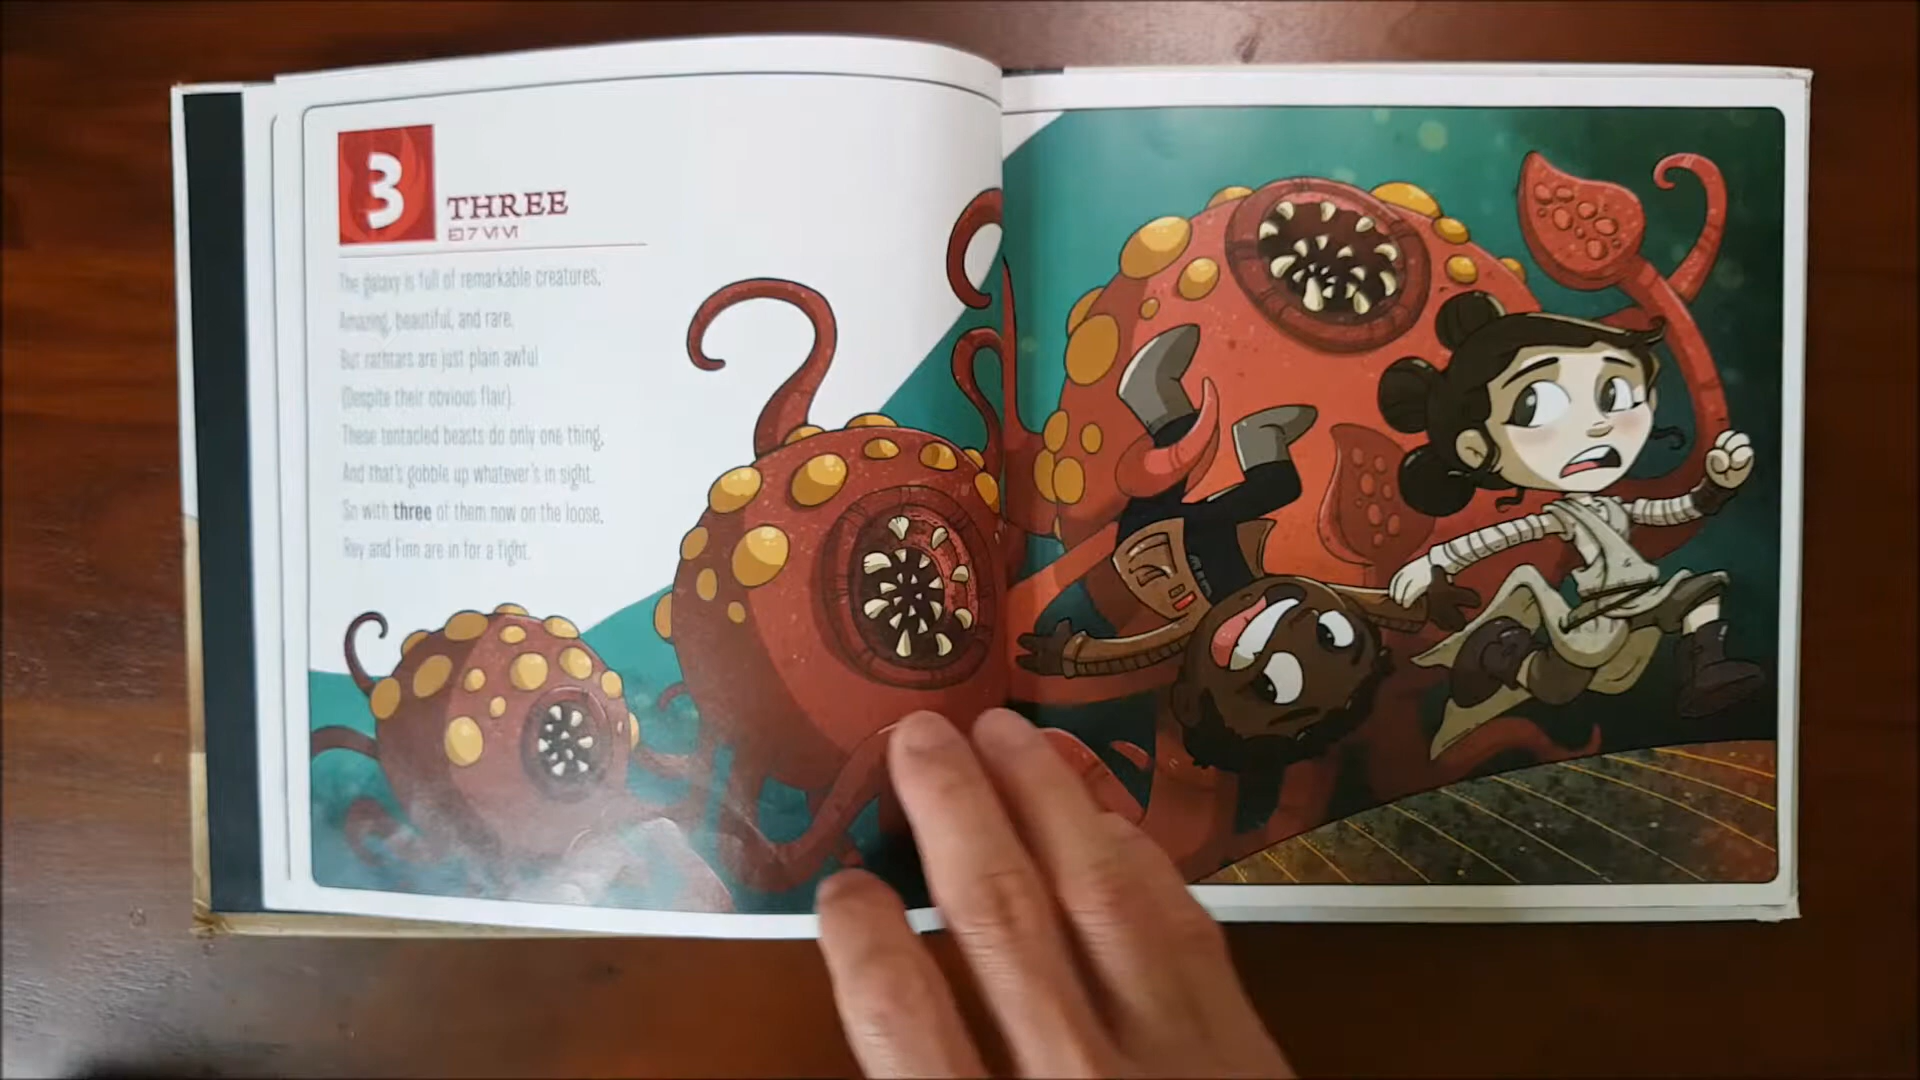 3
THREE
The galaxy is full of remarkable creatures,
Amazing, beautiful, and rare.
But rathtars are just plain awful
(Despite their obvious flair).
These tentacled beasts do only one thing,
And that's gobble up whatever's in sight.
So with three of them now on the loose,
Rey and Finn are in for a fight.